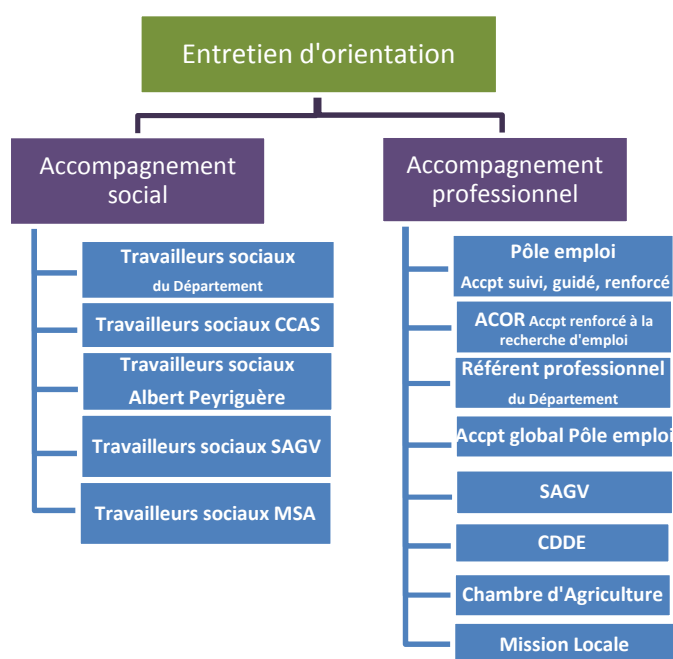 Entretien d'orientation
Accompagnement
social
Travailleurs sociaux
du Département
Travailleurs sociaux CCAS
Travailleurs sociaux
Albert Peyriguère
Travailleurs sociaux SAGV
Travailleurs sociaux MSA
Accompagnement
professionnel
Pôle emploi
Accpt suivi, guidé, renforcé
ACOR Accpt renforcé à la
recherche d'emploi
Référent professionnel
du Département
Accpt global Pôle emploi
SAGV
CDDE
Chambre d'Agriculture
Mission Locale